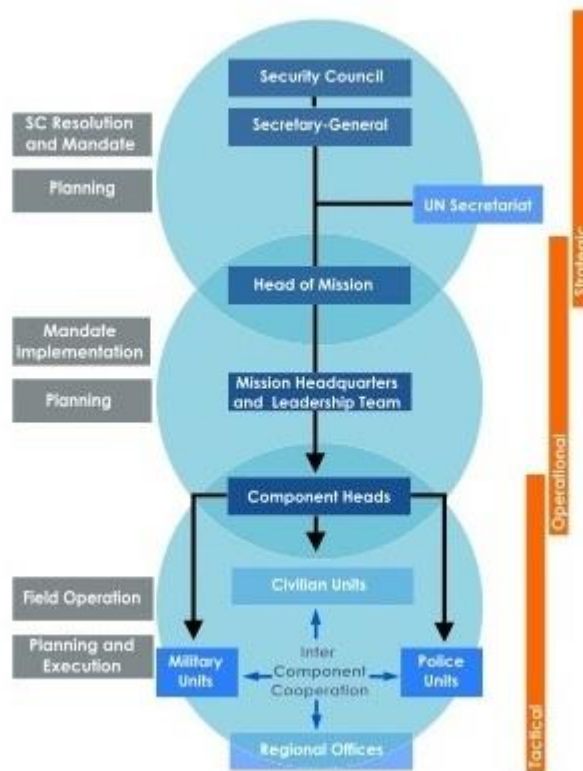 Security Council
SC Resolution
and Mandate
Secretary-General
Planning
UN Secretariat
Strategic
Head of Mission
Mandate
Implementation
Mission Headquarters
and Leadership Team
Planning
Operational
Component Heads
Civilian Units
Field Operation
Inter
Component
Cooperation
Planning and
Execution
Military
Units
Police
Units
Regional Offices
Tactical